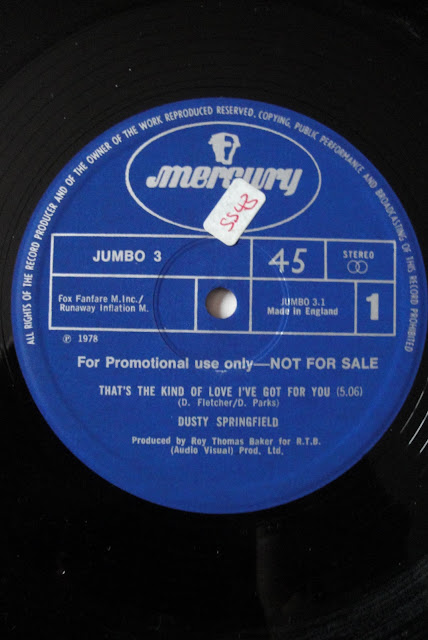 ALL RIGHTS OF THE RECORD PRODUCER AND OF THE OWNER OF THE WORK REPRODUCED RESERVED. COPYING, PUBLIC PERFORMANCE AND BROADCASTING OF THIS RECORD PROHIBITED
mercury
SS43
JUMBO 3
45
STEREO
Fox Fanfare M.Inc./
Runaway Inflation M.
JUMBO 3.1
Made in England
1
℗ 1978
For Promotional use only—NOT FOR SALE
THAT'S THE KIND OF LOVE I'VE GOT FOR YOU (5.06)
(D. Fletcher/D. Parks)
DUSTY SPRINGFIELD
Produced by Roy Thomas Baker for R.T.B.
(Audio Visual) Prod. Ltd.